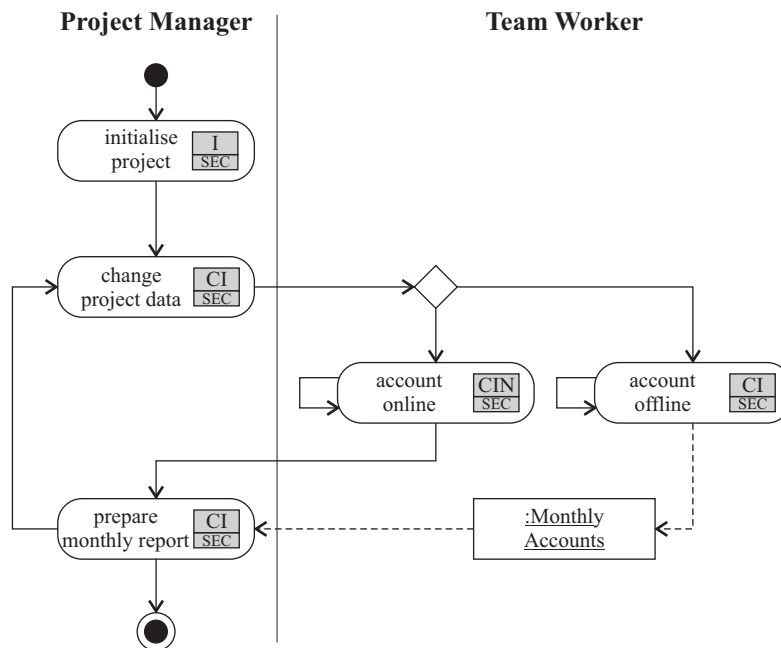 Project Manager
Team Worker
initialise
project
I
SEC
change
project data
CI
SEC
account
online
CIN
SEC
account
offline
CI
SEC
prepare
monthly report
CI
SEC
:Monthly
Accounts